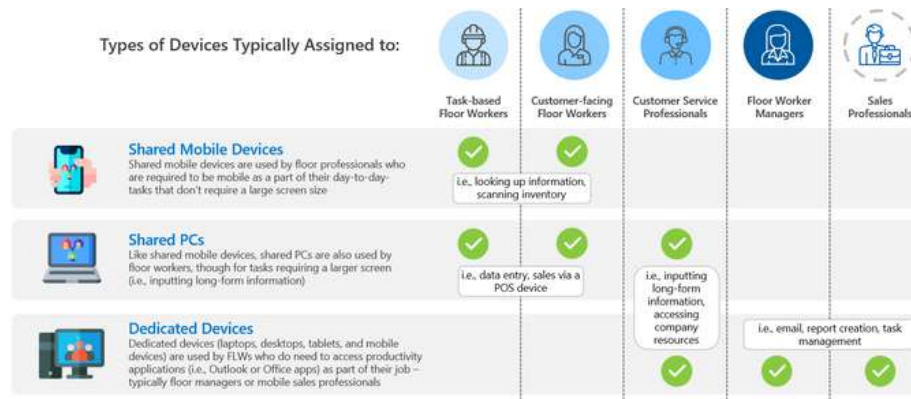 Types of Devices Typically Assigned to:
Task-based
Floor Workers
Customer-facing
Floor Workers
Customer Service
Professionals
Floor Worker
Managers
Sales
Professionals
Shared Mobile Devices
Shared mobile devices are used by floor professionals who
are required to be mobile as a part of their day-to-day-
tasks that don't require a large screen size
i.e., looking up information,
scanning inventory
Shared PCs
Like shared mobile devices, shared PCs are also used by
floor workers, though for tasks requiring a larger screen
(i.e., inputting long-form information)
i.e., data entry, sales via a
POS device
i.e., inputting
long-form
information,
accessing
company
resources
Dedicated Devices
Dedicated devices (laptops, desktops, tablets, and mobile
devices) are used by FLWs who do need to access productivity
applications (i.e., Outlook or Office apps) as part of their job –
typically floor managers or mobile sales professionals
i.e., email, report creation, task
management